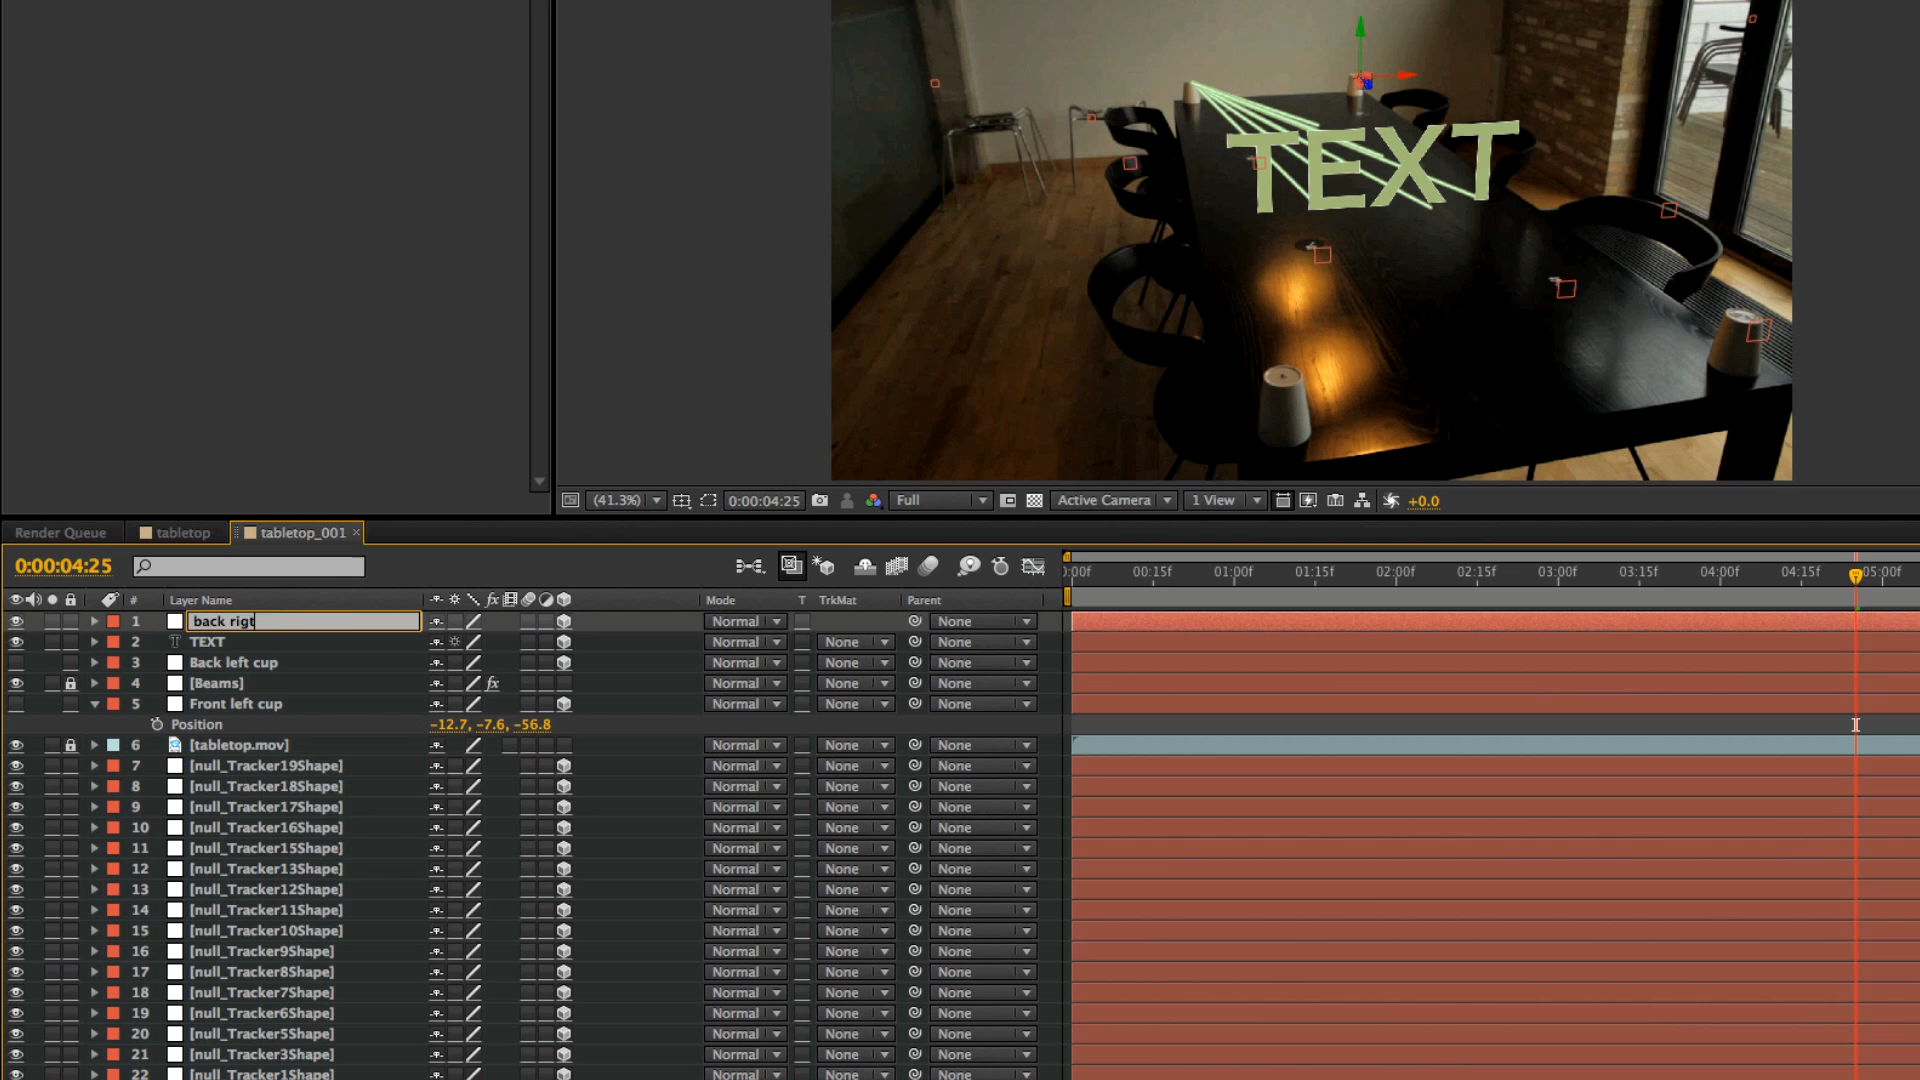 TEXT
(41.3%) 0:00:04:25 Full Active Camera 1 View +0.0
Render Queue tabletop tabletop_001 ×
0:00:04:25
:00f 00:15f 01:00f 01:15f 02:00f 02:15f 03:00f 03:15f 04:00f 04:15f 05:00f
# Layer Name fx Mode T TrkMat Parent
1 back rigt Normal None
2 T TEXT Normal None None
3 Back left cup Normal None None
4 [Beams] fx Normal None None
5 Front left cup Normal None None
Position -12.7, -7.6, -56.8
6 [tabletop.mov] Normal None None
7 [null_Tracker19Shape] Normal None None
8 [null_Tracker18Shape] Normal None None
9 [null_Tracker17Shape] Normal None None
10 [null_Tracker16Shape] Normal None None
11 [null_Tracker15Shape] Normal None None
12 [null_Tracker13Shape] Normal None None
13 [null_Tracker12Shape] Normal None None
14 [null_Tracker11Shape] Normal None None
15 [null_Tracker10Shape] Normal None None
16 [null_Tracker9Shape] Normal None None
17 [null_Tracker8Shape] Normal None None
18 [null_Tracker7Shape] Normal None None
19 [null_Tracker6Shape] Normal None None
20 [null_Tracker5Shape] Normal None None
21 [null_Tracker3Shape] Normal None None
22 [null_Tracker1Shape] Normal None None